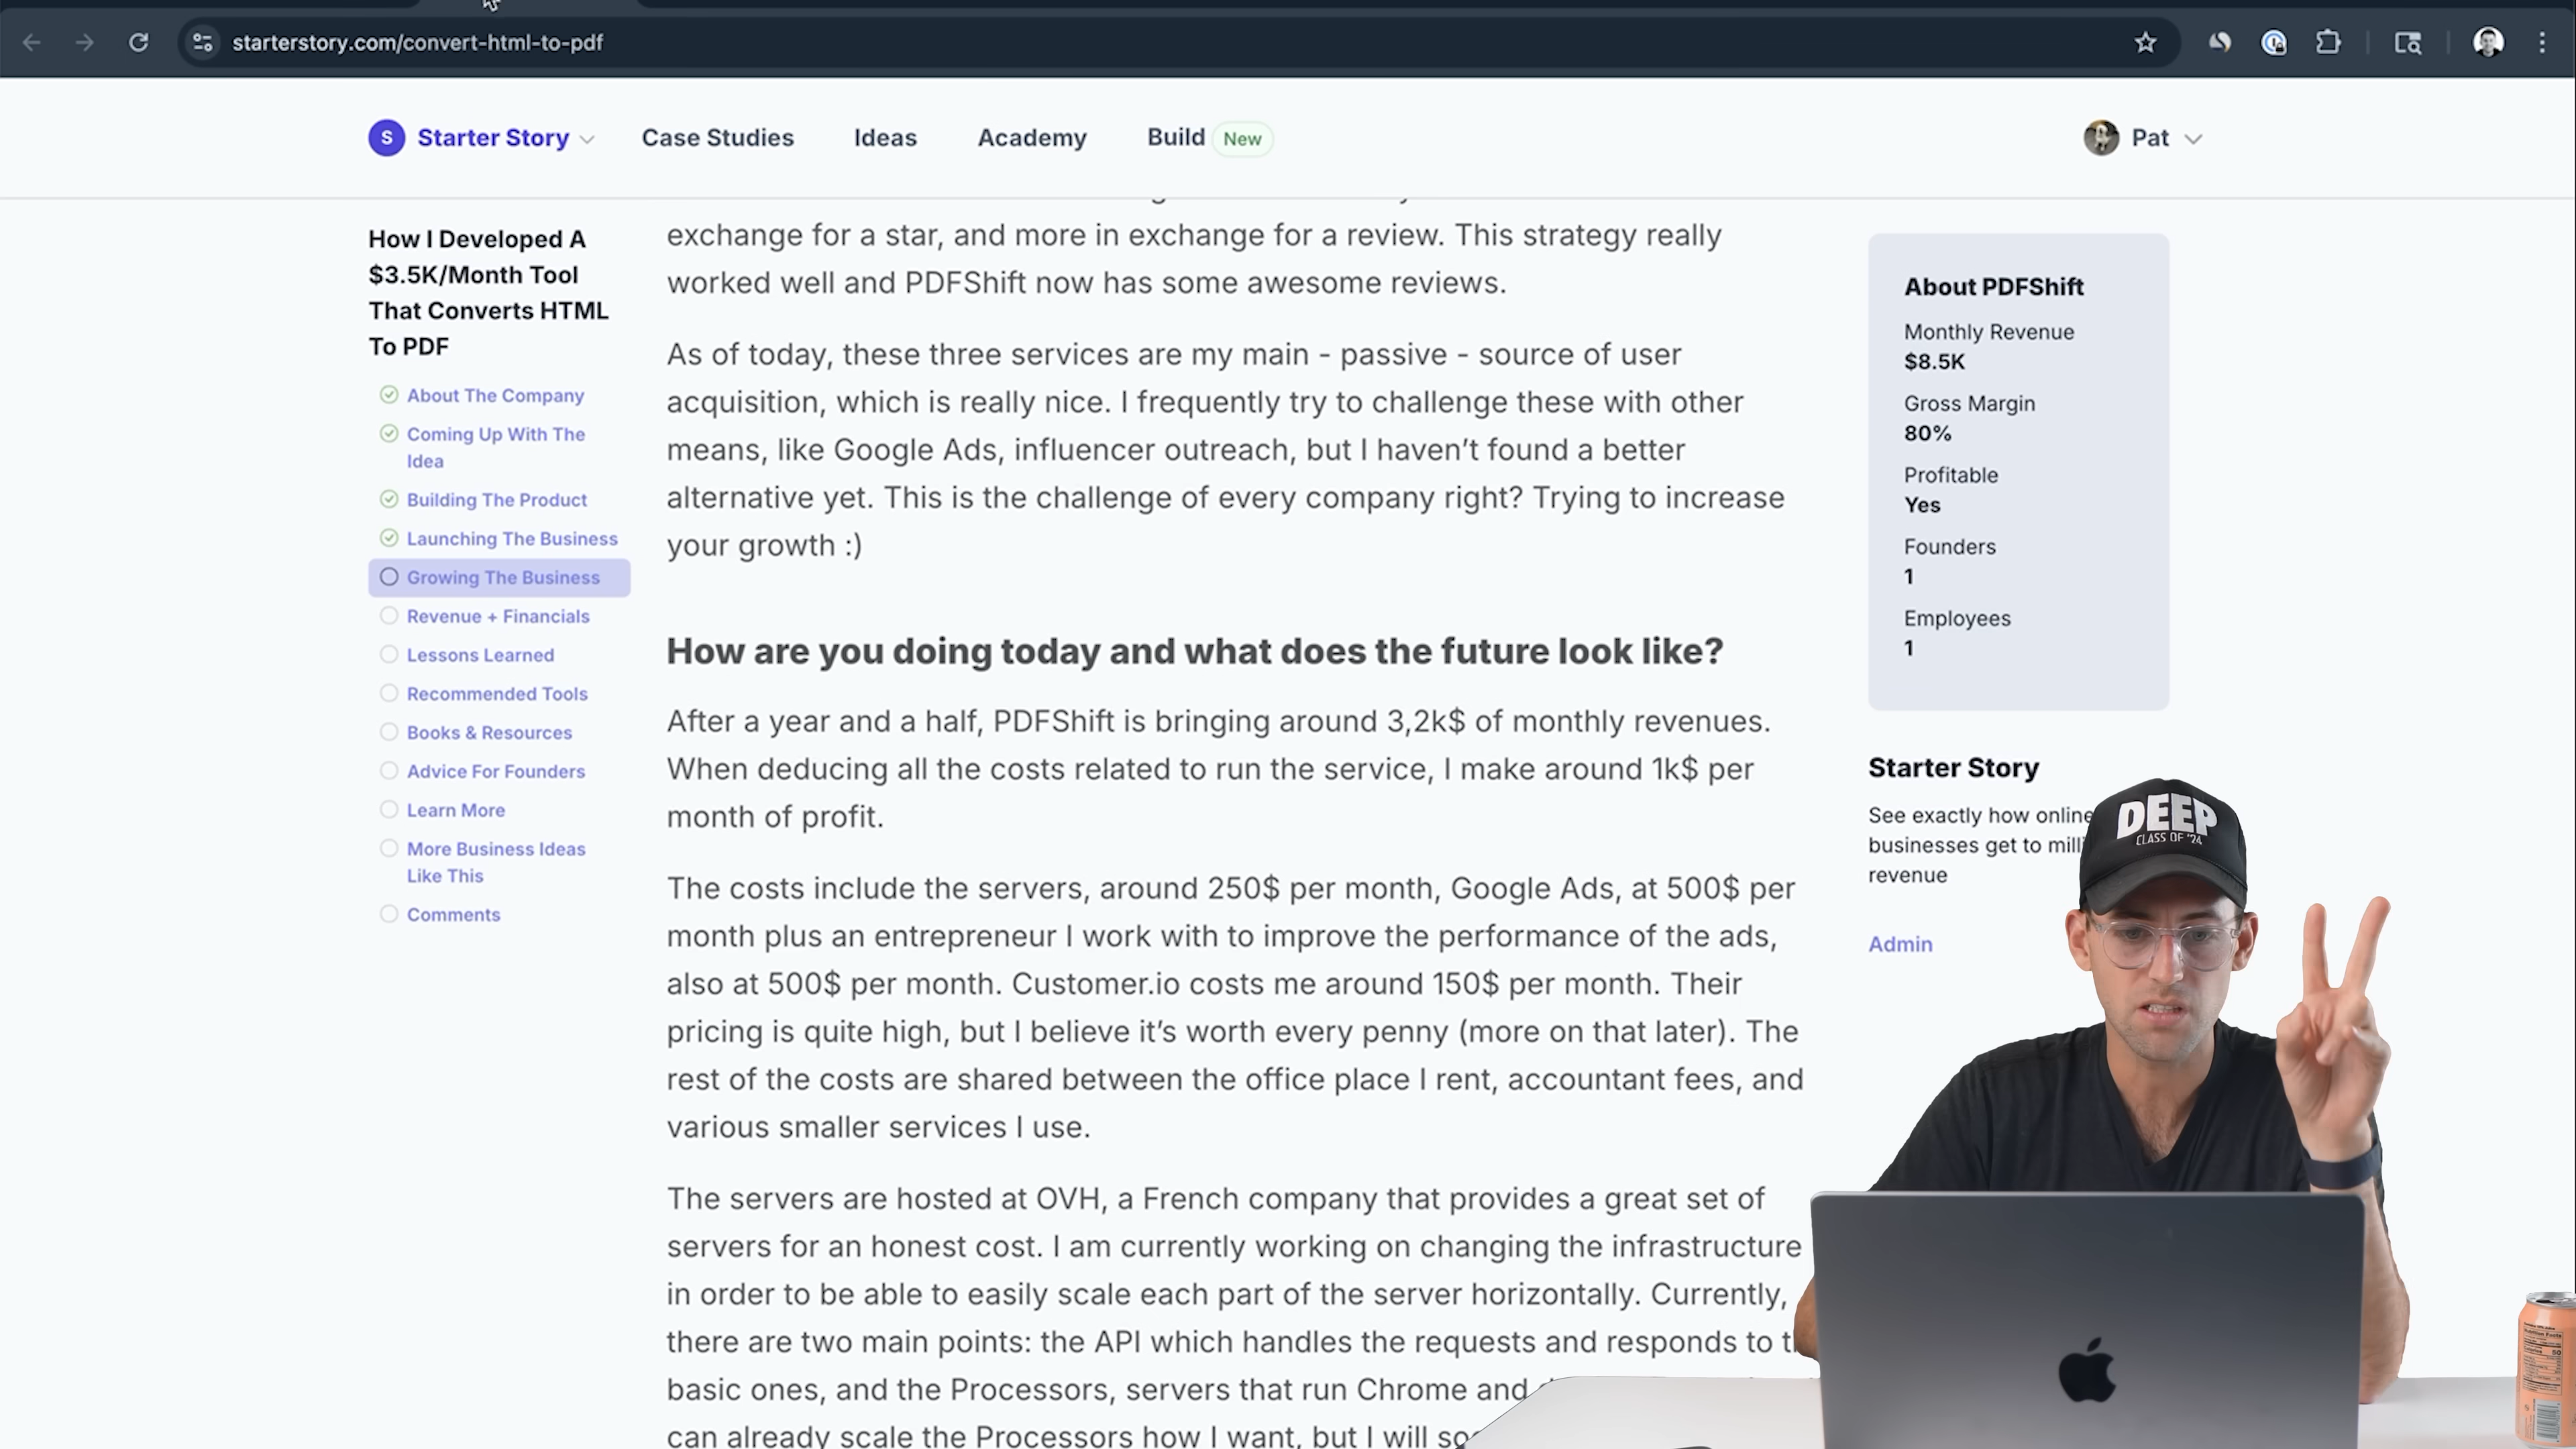 starterstory.com/convert-html-to-pdf
S Starter Story
Case Studies
Ideas
Academy
Build New
Pat
How I Developed A
$3.5K/Month Tool
That Converts HTML
To PDF
About The Company
Coming Up With The
Idea
Building The Product
Launching The Business
Growing The Business
Revenue + Financials
Lessons Learned
Recommended Tools
Books & Resources
Advice For Founders
Learn More
More Business Ideas
Like This
Comments
exchange for a star, and more in exchange for a review. This strategy really
worked well and PDFShift now has some awesome reviews.
As of today, these three services are my main - passive - source of user
acquisition, which is really nice. I frequently try to challenge these with other
means, like Google Ads, influencer outreach, but I haven’t found a better
alternative yet. This is the challenge of every company right? Trying to increase
your growth :)
How are you doing today and what does the future look like?
After a year and a half, PDFShift is bringing around 3,2k$ of monthly revenues.
When deducing all the costs related to run the service, I make around 1k$ per
month of profit.
The costs include the servers, around 250$ per month, Google Ads, at 500$ per
month plus an entrepreneur I work with to improve the performance of the ads,
also at 500$ per month. Customer.io costs me around 150$ per month. Their
pricing is quite high, but I believe it’s worth every penny (more on that later). The
rest of the costs are shared between the office place I rent, accountant fees, and
various smaller services I use.
The servers are hosted at OVH, a French company that provides a great set of
servers for an honest cost. I am currently working on changing the infrastructure
in order to be able to easily scale each part of the server horizontally. Currently,
there are two main points: the API which handles the requests and responds to
basic ones, and the Processors, servers that run Chrome and
can already scale the Processors how I want, but I will
About PDFShift
Monthly Revenue
$8.5K
Gross Margin
80%
Profitable
Yes
Founders
1
Employees
1
Starter Story
See exactly how online
businesses get to
revenue
Admin
DEEP
CLASS OF '24